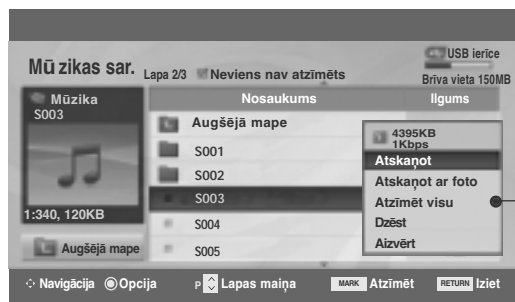 USB ierīce
Mūzikas sar. Lapa 2/3 Neviens nav atzīmēts
Brīva vieta 150MB
Mūzika
S003
Nosaukums
Ilgums
Augšējā mape
S001
S002
S003
S004
S005
4395KB
1Kbps
Atskaņot
Atskaņot ar foto
Atzīmēt visu
Dzēst
Aizvērt
1:340, 120KB
Augšējā mape
Navigācija Opcija P Lapas maiņa MARK Atzīmēt RETURN Iziet